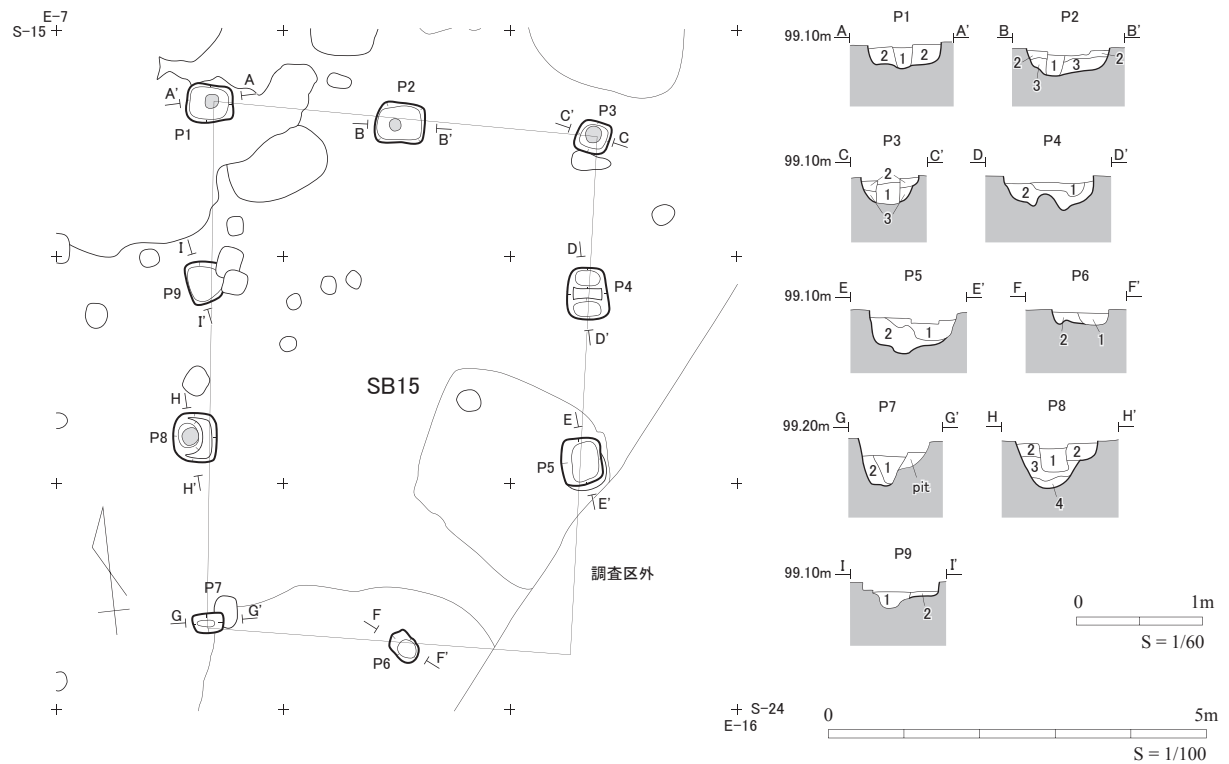 E-7
S-15
A'
A
P1
P2
B
B'
P3
C'
C
I
P9
I'
D
P4
D'
SB15
H
P8
H'
E
P5
E'
調査区外
P7
G
G'
F
P6
F'
S-24
E-16
P1
99.10m A
A'
2 1 2
P2
B
B'
2 1 3 2
3
P3
99.10m C
C'
2
1
3
P4
D
D'
2 1
P5
99.10m E
E'
2 1
P6
F
F'
2 1
P7
99.20m G
G'
2 1
pit
P8
H
H'
2 1 2
3
4
P9
99.10m I
I'
1
2
0 1m
S = 1/60
0 5m
S = 1/100